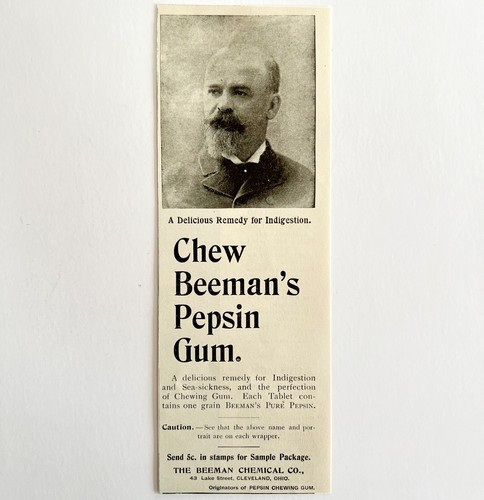 A Delicious Remedy for Indigestion.
Chew
Beeman's
Pepsin
Gum.
A delicious remedy for Indigestion
and Sea-sickness, and the perfection
of Chewing Gum. Each Tablet con-
tains one grain BEEMAN'S PURE PEPSIN.
Caution.—See that the above name and por-
trait are on each wrapper.
Send 5c. in stamps for Sample Package.
THE BEEMAN CHEMICAL CO.,
43 Lake Street, CLEVELAND, OHIO.
Originators of PEPSIN CHEWING GUM.